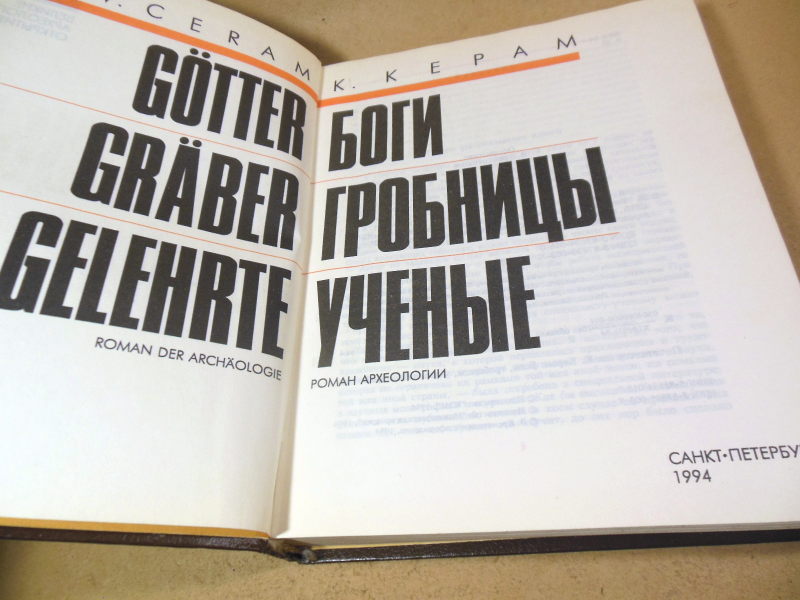 CERAM
GÖTTER
GRÄBER
GELEHRTE
ROMAN DER ARCHÄOLOGIE
К. КЕРАМ
БОГИ
ГРОБНИЦЫ
УЧЕНЫЕ
РОМАН АРХЕОЛОГИИ
САНКТ•ПЕТЕРБУ
1994